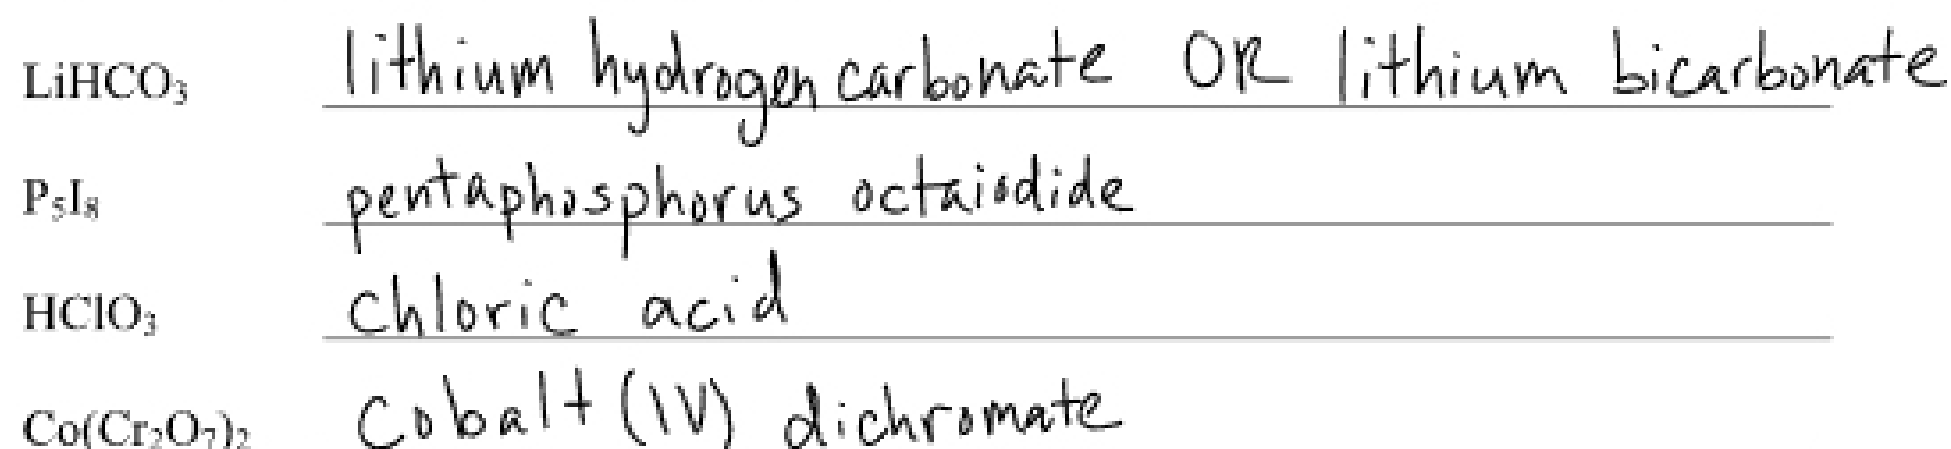 LiHCO₃ lithium hydrogen carbonate OR lithium bicarbonate
P₅I₈ pentaphosphorus octaiodide
HClO₃ chloric acid
Co(Cr₂O₇)₂ Cobalt (IV) dichromate